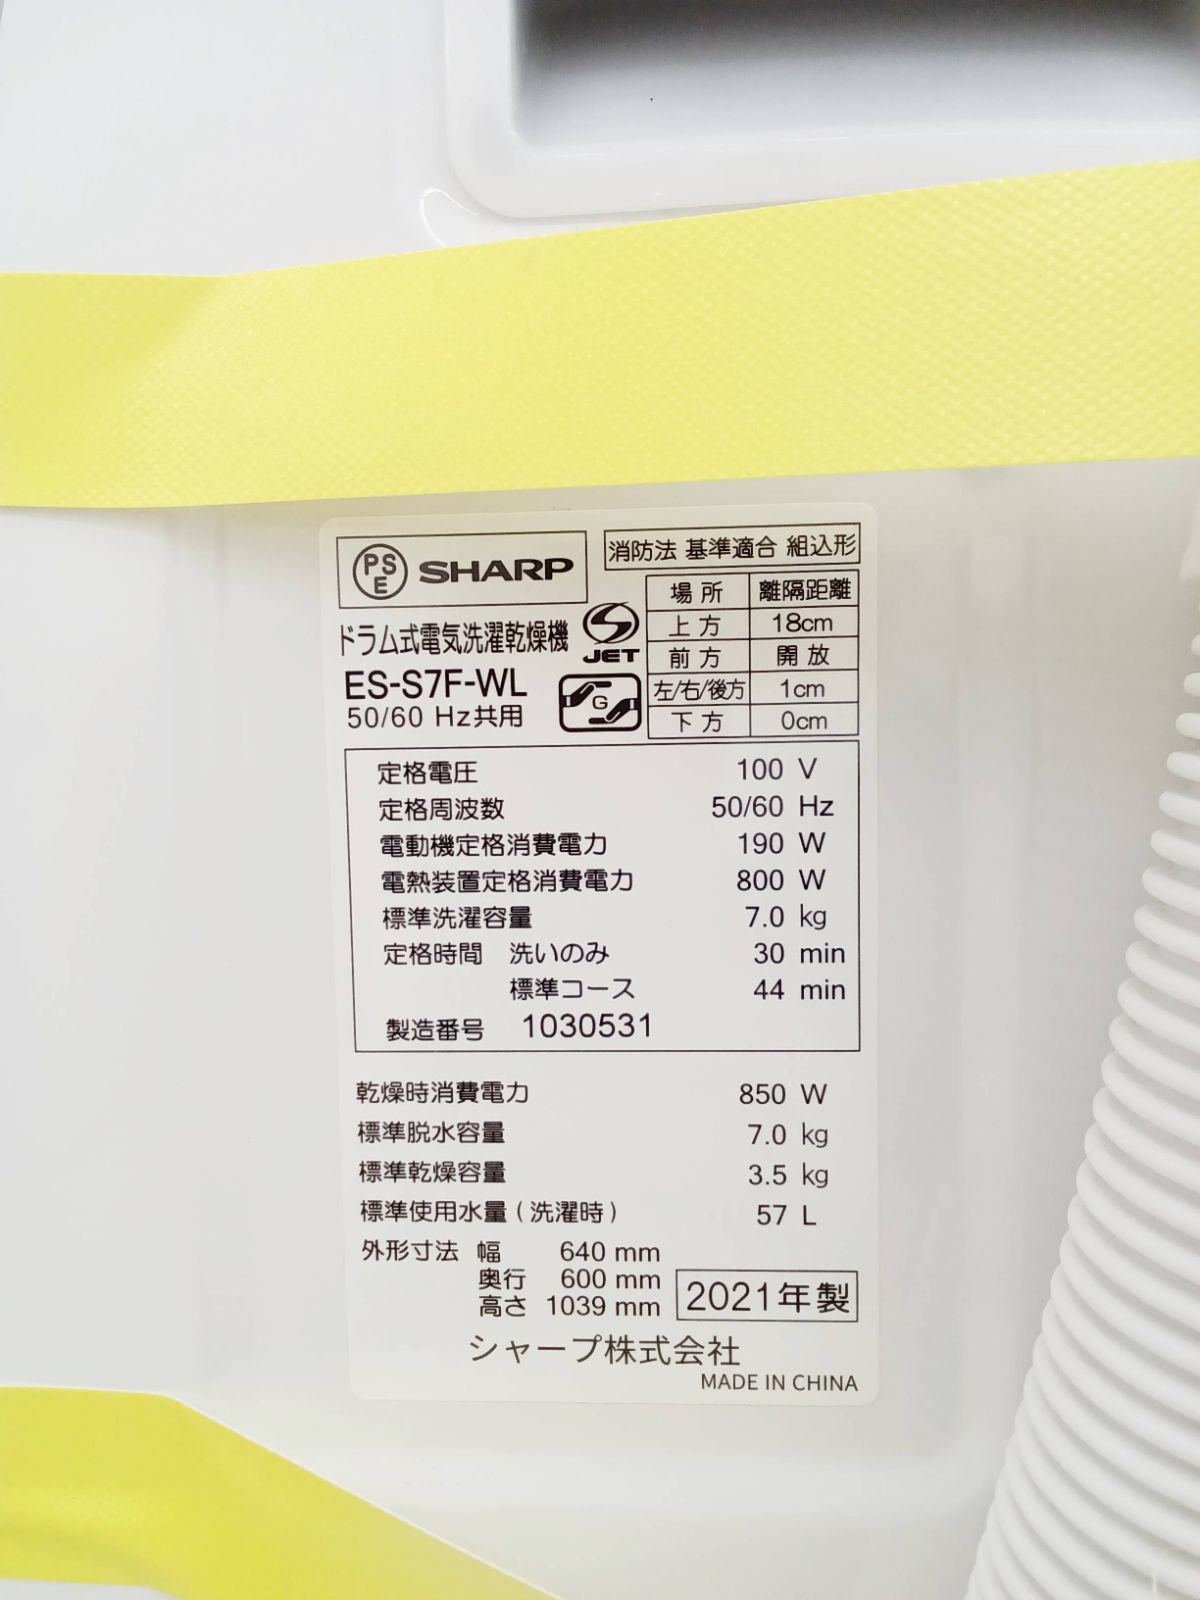 PSE SHARP
消防法 基準適合 組込形
場所 離隔距離
上方 18cm
前方 開放
左/右/後方 1cm
下方 0cm
ドラム式電気洗濯乾燥機
S JET
ES-S7F-WL
50/60 Hz共用
G
定格電圧 100 V
定格周波数 50/60 Hz
電動機定格消費電力 190 W
電熱装置定格消費電力 800 W
標準洗濯容量 7.0 kg
定格時間 洗いのみ 30 min
標準コース 44 min
製造番号 1030531
乾燥時消費電力 850 W
標準脱水容量 7.0 kg
標準乾燥容量 3.5 kg
標準使用水量(洗濯時) 57 L
外形寸法 幅 640 mm
奥行 600 mm
高さ 1039 mm
2021年製
シャープ株式会社
MADE IN CHINA